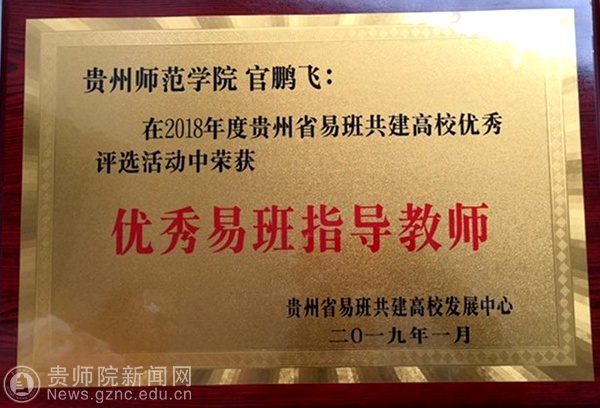 贵州师范学院 官鹏飞：
在2018年度贵州省易班共建高校优秀
评选活动中荣获
优秀易班指导教师
贵州省易班共建高校发展中心
二〇一九年一月
贵师院新闻网
News.gznc.edu.cn